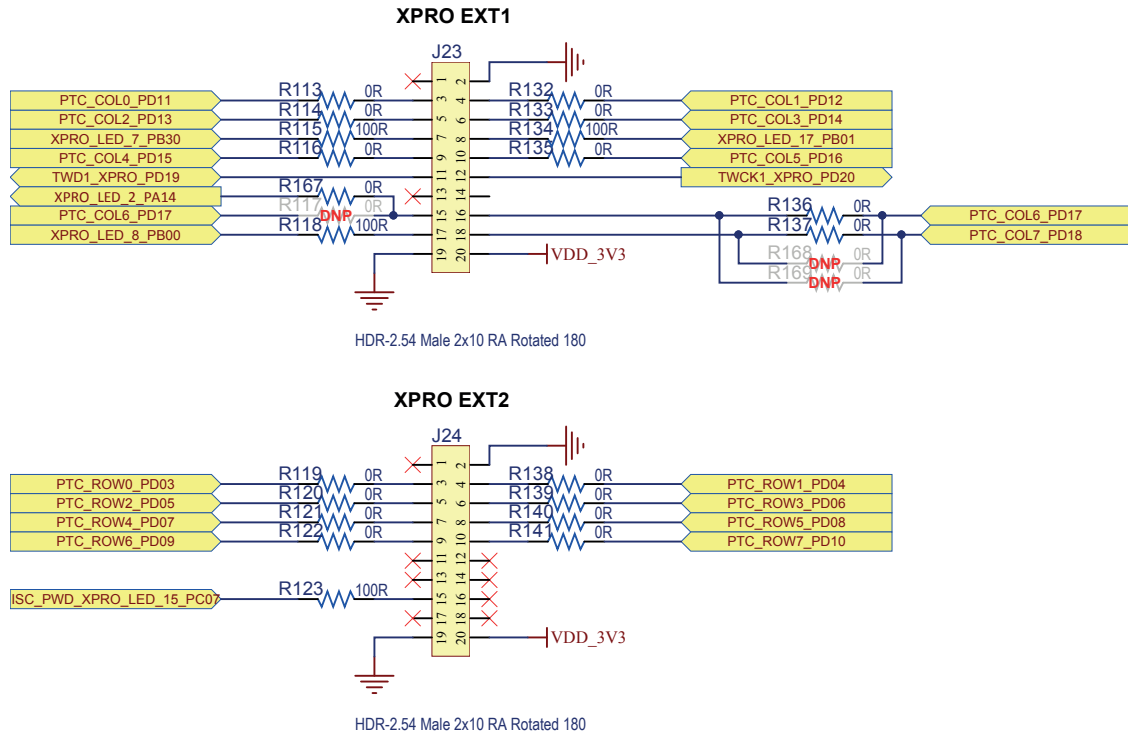 XPRO EXT1
J23
1 2
PTC_COL0_PD11 R113 0R 3 4 R132 0R PTC_COL1_PD12
PTC_COL2_PD13 R114 0R 5 6 R133 0R PTC_COL3_PD14
XPRO_LED_7_PB30 R115 100R 7 8 R134 100R XPRO_LED_17_PB01
PTC_COL4_PD15 R116 0R 9 10 R135 0R PTC_COL5_PD16
TWD1_XPRO_PD19 11 12 TWCK1_XPRO_PD20
XPRO_LED_2_PA14 R167 0R 13 14
PTC_COL6_PD17 R117 DNP 0R 15 16 R136 0R PTC_COL6_PD17
XPRO_LED_8_PB00 R118 100R 17 18 R137 0R PTC_COL7_PD18
19 20 VDD_3V3 R168 DNP 0R
R169 DNP 0R
HDR-2.54 Male 2x10 RA Rotated 180
XPRO EXT2
J24
1 2
PTC_ROW0_PD03 R119 0R 3 4 R138 0R PTC_ROW1_PD04
PTC_ROW2_PD05 R120 0R 5 6 R139 0R PTC_ROW3_PD06
PTC_ROW4_PD07 R121 0R 7 8 R140 0R PTC_ROW5_PD08
PTC_ROW6_PD09 R122 0R 9 10 R141 0R PTC_ROW7_PD10
11 12
13 14
ISC_PWD_XPRO_LED_15_PC07 R123 100R 15 16
17 18
19 20 VDD_3V3
HDR-2.54 Male 2x10 RA Rotated 180